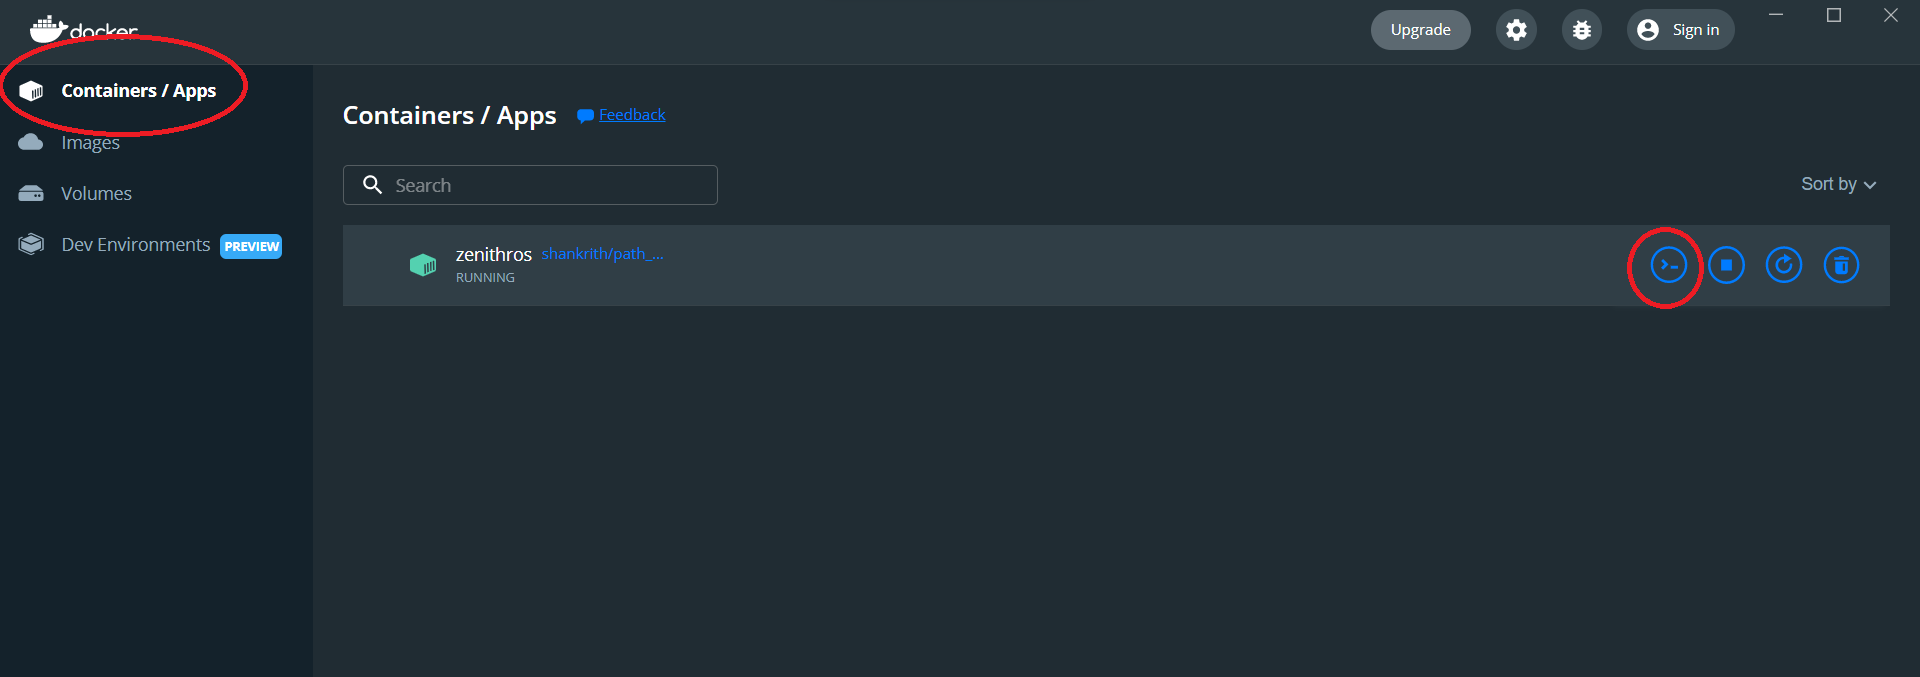 docker
Upgrade
Sign in
Containers / Apps
Images
Volumes
Dev Environments PREVIEW
Containers / Apps Feedback
Search
Sort by
zenithros shankrith/path_...
RUNNING